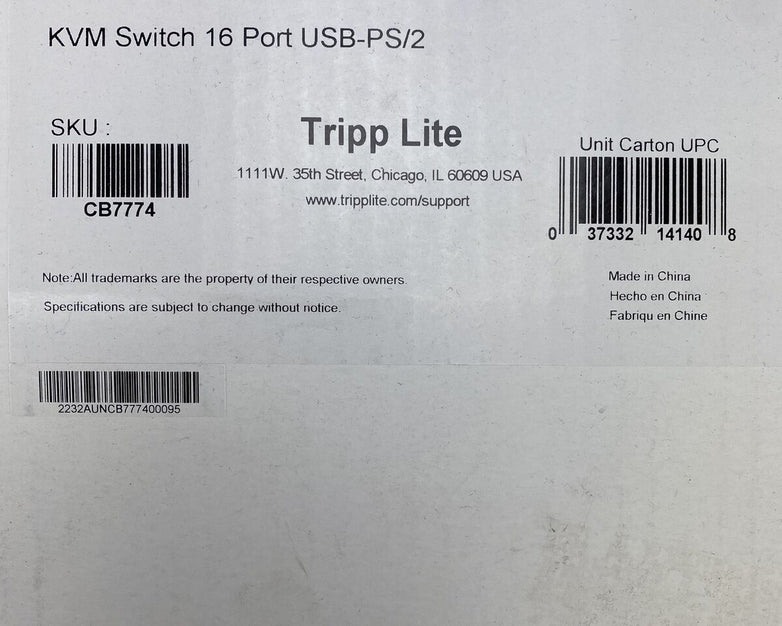 KVM Switch 16 Port USB-PS/2
SKU :
CB7774
Tripp Lite
1111W. 35th Street, Chicago, IL 60609 USA
www.tripplite.com/support
Unit Carton UPC
0 37332 14140 8
Note:All trademarks are the property of their respective owners.
Specifications are subject to change without notice.
Made in China
Hecho en China
Fabriqu en Chine
2232AUNCB777400095